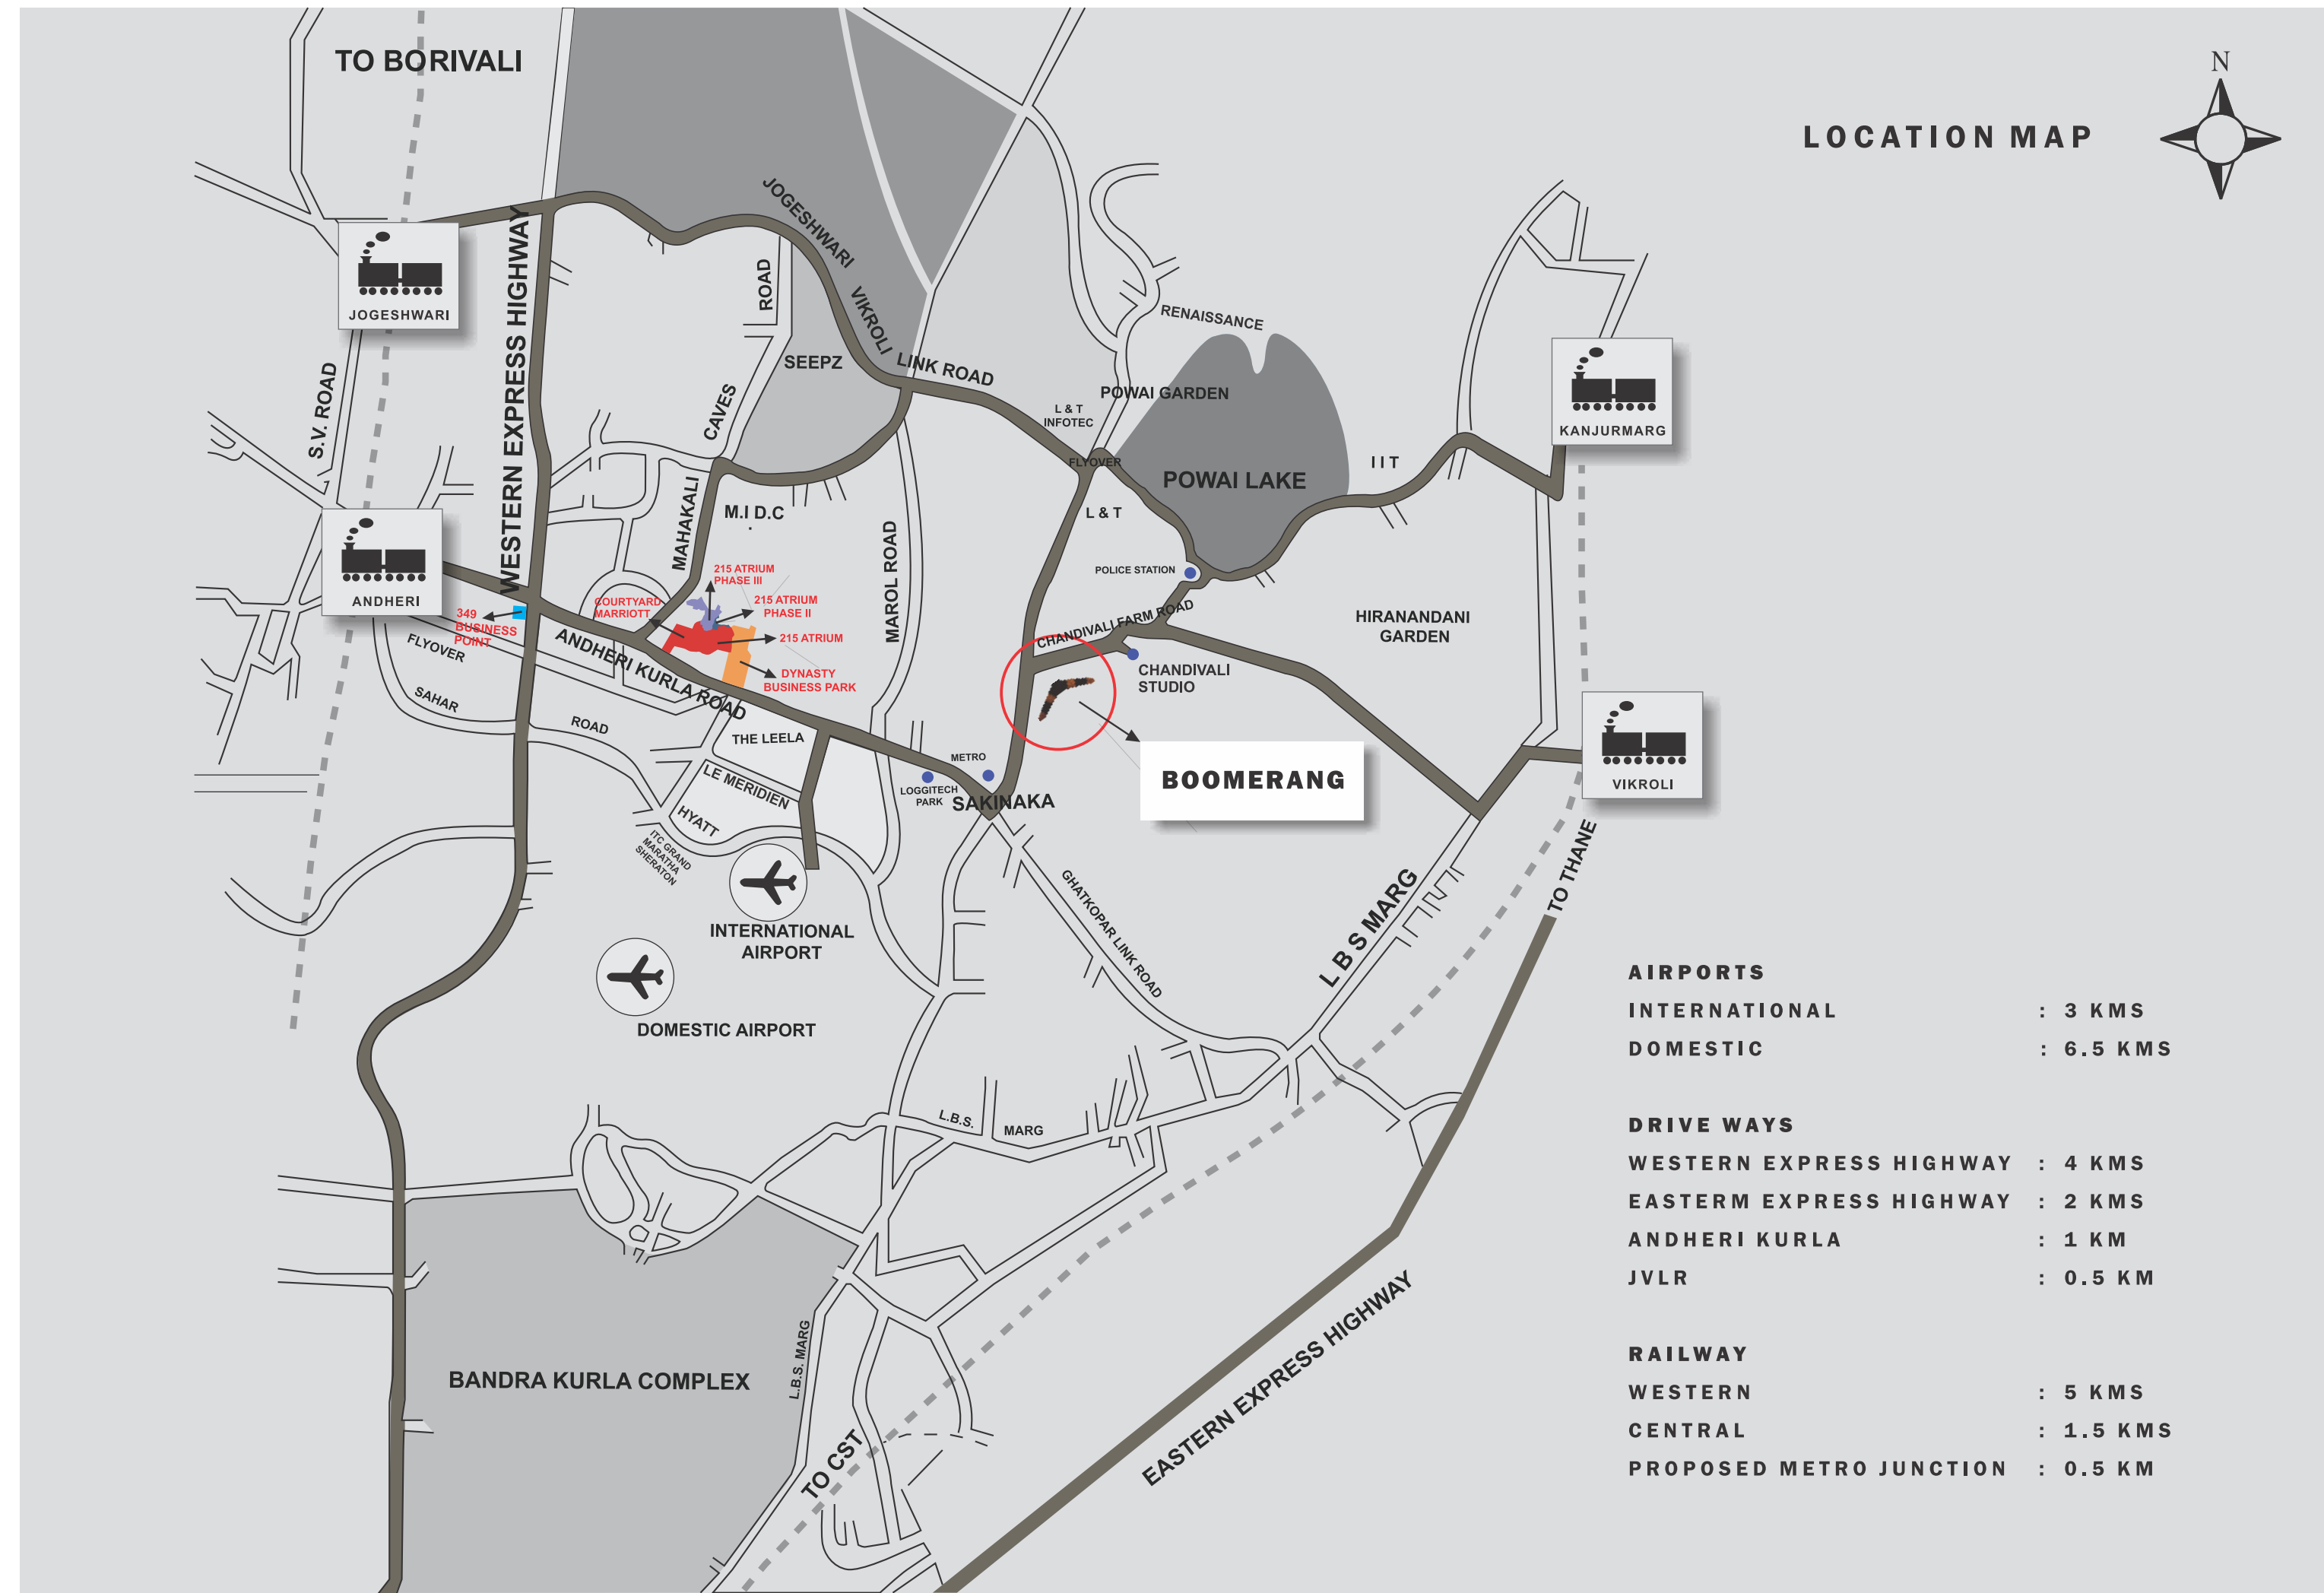 TO BORIVALI
N
LOCATION MAP
JOGESHWARI
VIKROLI
LINK ROAD
WESTERN EXPRESS HIGHWAY
JOGESHWARI
S.V. ROAD
ROAD
CAVES
MAHAKALI
SEEPZ
RENAISSANCE
POWAI GARDEN
L & T
INFOTEC
FLYOVER
POWAI LAKE
I I T
KANJURMARG
M.I D.C
L & T
MAROL ROAD
POLICE STATION
ANDHERI
215 ATRIUM
PHASE III
215 ATRIUM
PHASE II
COURTYARD
MARRIOTT
215 ATRIUM
DYNASTY
BUSINESS PARK
349
BUSINESS
POINT
FLYOVER
ANDHERI KURLA ROAD
CHANDIVALI FARM ROAD
HIRANANDANI
GARDEN
CHANDIVALI
STUDIO
SAHAR
ROAD
THE LEELA
LE MERIDIEN
HYATT
ITC GRAND
MARATHA
SHERATON
METRO
LOGGITECH
PARK
SAKINAKA
BOOMERANG
VIKROLI
TO THANE
GHATKOPAR LINK ROAD
L B S MARG
INTERNATIONAL
AIRPORT
DOMESTIC AIRPORT
L.B.S.
MARG
BANDRA KURLA COMPLEX
L.B.S. MARG
TO CST
EASTERN EXPRESS HIGHWAY
AIRPORTS
INTERNATIONAL : 3 KMS
DOMESTIC : 6.5 KMS
DRIVE WAYS
WESTERN EXPRESS HIGHWAY : 4 KMS
EASTERM EXPRESS HIGHWAY : 2 KMS
ANDHERI KURLA : 1 KM
JVLR : 0.5 KM
RAILWAY
WESTERN : 5 KMS
CENTRAL : 1.5 KMS
PROPOSED METRO JUNCTION : 0.5 KM